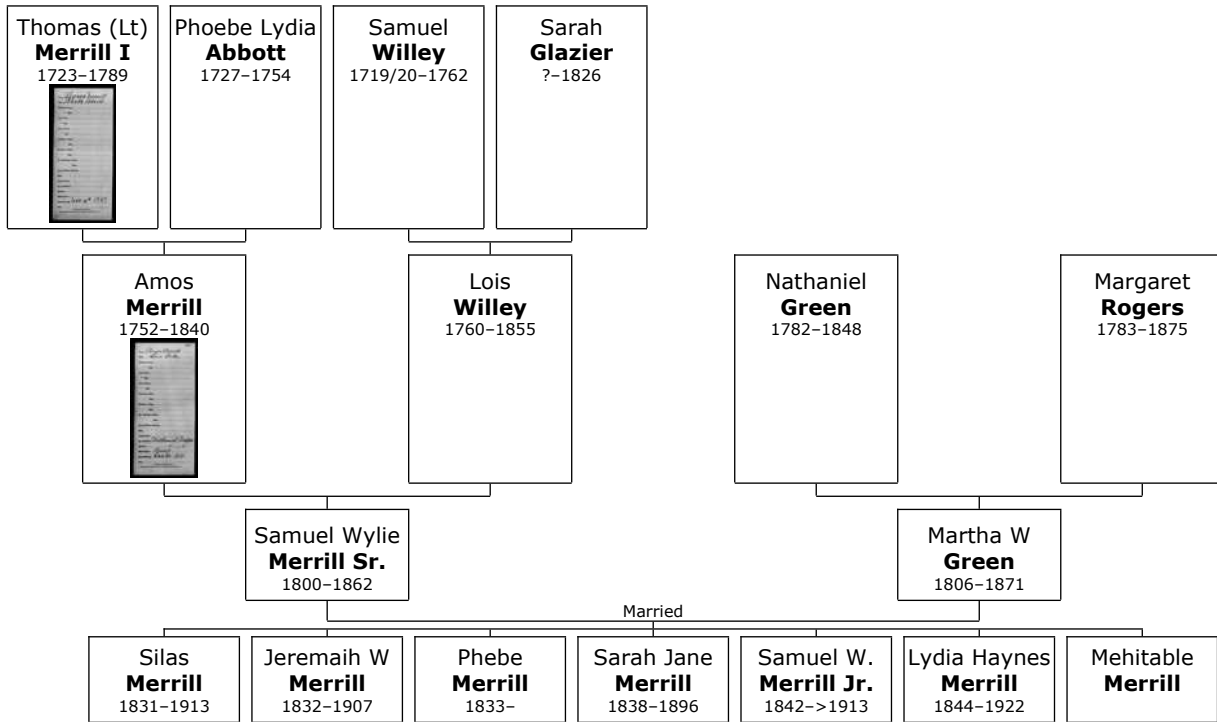 Thomas (Lt)
Merrill I
1723–1789
Phoebe Lydia
Abbott
1727–1754
Samuel
Willey
1719/20–1762
Sarah
Glazier
?–1826
Amos
Merrill
1752–1840
Lois
Willey
1760–1855
Nathaniel
Green
1782–1848
Margaret
Rogers
1783–1875
Samuel Wylie
Merrill Sr.
1800–1862
Martha W
Green
1806–1871
Married
Silas
Merrill
1831–1913
Jeremaih W
Merrill
1832–1907
Phebe
Merrill
1833–
Sarah Jane
Merrill
1838–1896
Samuel W.
Merrill Jr.
1842–>1913
Lydia Haynes
Merrill
1844–1922
Mehitable
Merrill